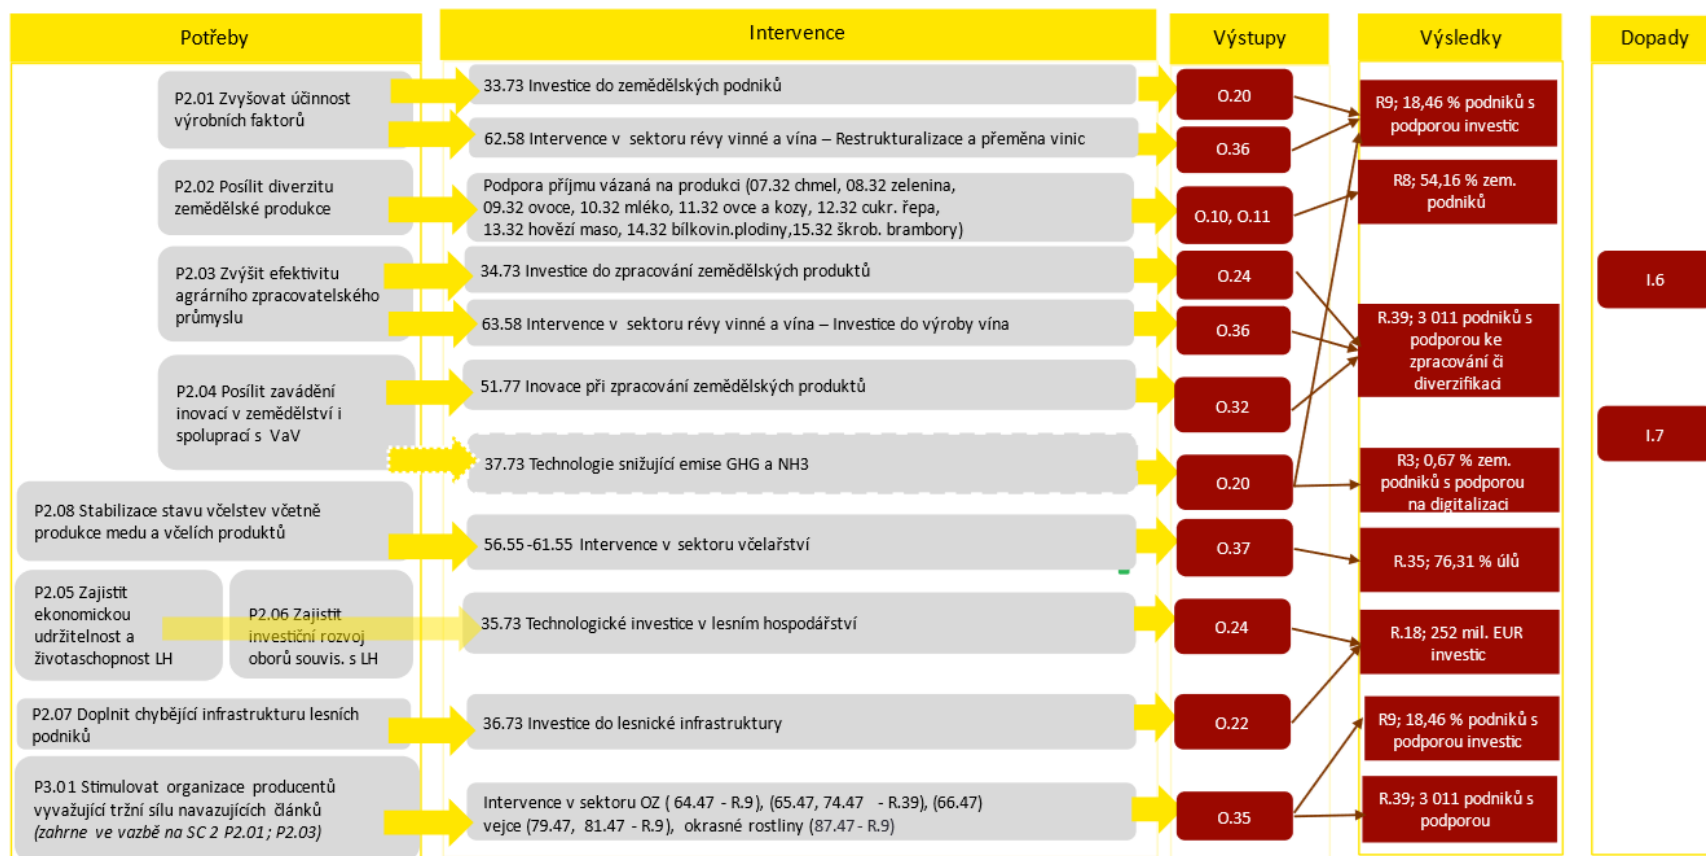 Potřeby
Intervence
Výstupy
Výsledky
Dopady
P2.01 Zvyšovat účinnost
výrobních faktorů
33.73 Investice do zemědělských podniků
O.20
R9; 18,46 % podniků s
podporou investic
62.58 Intervence v sektoru révy vinné a vína – Restrukturalizace a přeměna vinic
O.36
P2.02 Posílit diverzitu
zemědělské produkce
Podpora příjmu vázaná na produkci (07.32 chmel, 08.32 zelenina,
09.32 ovoce, 10.32 mléko, 11.32 ovce a kozy, 12.32 cukr. řepa,
13.32 hovězí maso, 14.32 bílkovin.plodiny,15.32 škrob. brambory)
O.10, O.11
R8; 54,16 % zem.
podniků
P2.03 Zvýšit efektivitu
agrárního zpracovatelského
průmyslu
34.73 Investice do zpracování zemědělských produktů
O.24
I.6
63.58 Intervence v sektoru révy vinné a vína – Investice do výroby vína
O.36
R.39; 3 011 podniků s
podporou ke
zpracování či
diverzifikaci
P2.04 Posílit zavádění
inovací v zemědělství i
spoluprací s VaV
51.77 Inovace při zpracování zemědělských produktů
O.32
I.7
37.73 Technologie snižující emise GHG a NH3
O.20
R3; 0,67 % zem.
podniků s podporou
na digitalizaci
P2.08 Stabilizace stavu včelstev včetně
produkce medu a včelích produktů
56.55-61.55 Intervence v sektoru včelařství
O.37
R.35; 76,31 % úlů
P2.05 Zajistit
ekonomickou
udržitelnost a
životaschopnost LH
P2.06 Zajistit
investiční rozvoj
oborů souvis. s LH
35.73 Technologické investice v lesním hospodářství
O.24
R.18; 252 mil. EUR
investic
P2.07 Doplnit chybějící infrastrukturu lesních
podniků
36.73 Investice do lesnické infrastruktury
O.22
R9; 18,46 % podniků s
podporou investic
P3.01 Stimulovat organizace producentů
vyvažující tržní sílu navazujících článků
(zahrne ve vazbě na SC 2 P2.01; P2.03)
Intervence v sektoru OZ ( 64.47 - R.9), (65.47, 74.47 - R.39), (66.47)
vejce (79.47, 81.47 - R.9), okrasné rostliny (87.47- R.9)
O.35
R.39; 3 011 podniků s
podporou